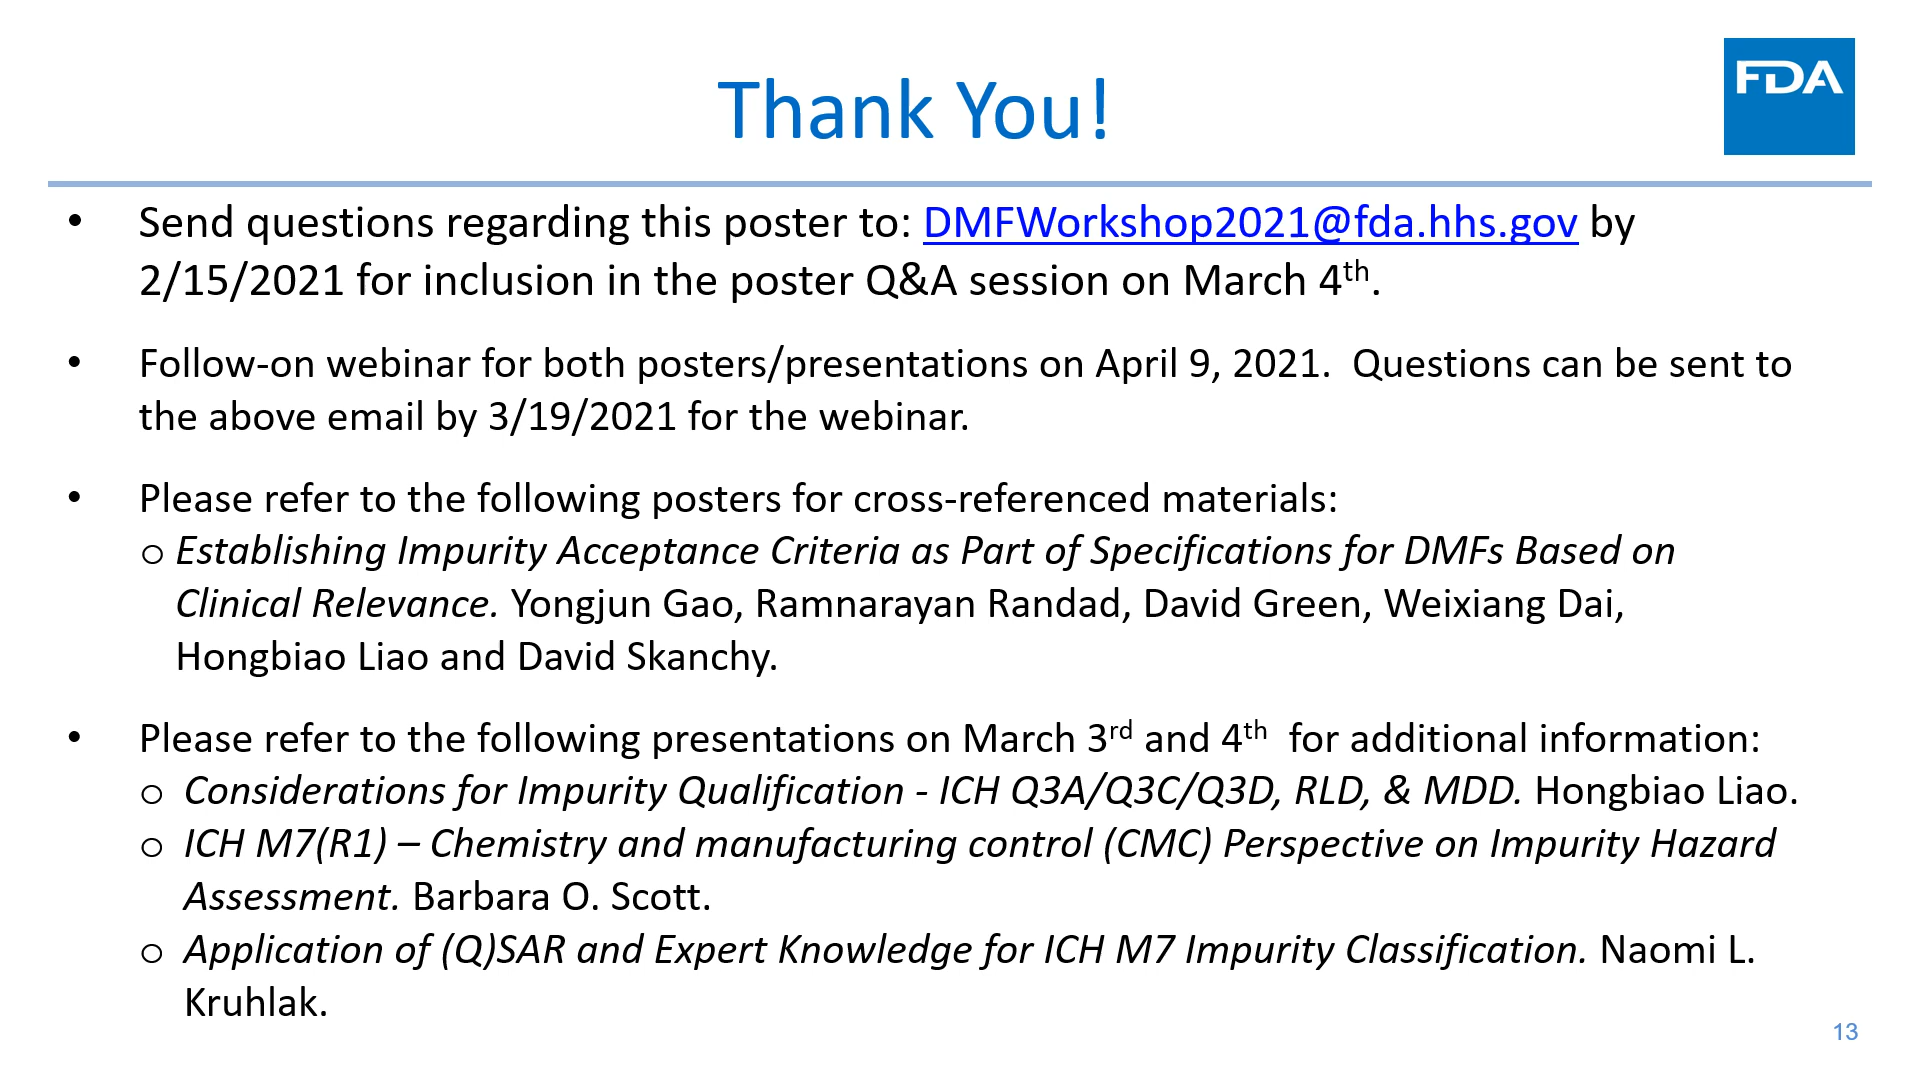 FDA
Thank You!
• Send questions regarding this poster to: DMFWorkshop2021@fda.hhs.gov by
2/15/2021 for inclusion in the poster Q&A session on March 4th.
• Follow-on webinar for both posters/presentations on April 9, 2021. Questions can be sent to
the above email by 3/19/2021 for the webinar.
• Please refer to the following posters for cross-referenced materials:
o Establishing Impurity Acceptance Criteria as Part of Specifications for DMFs Based on
Clinical Relevance. Yongjun Gao, Ramnarayan Randad, David Green, Weixiang Dai,
Hongbiao Liao and David Skanchy.
• Please refer to the following presentations on March 3rd and 4th for additional information:
o Considerations for Impurity Qualification - ICH Q3A/Q3C/Q3D, RLD, & MDD. Hongbiao Liao.
o ICH M7(R1) – Chemistry and manufacturing control (CMC) Perspective on Impurity Hazard
Assessment. Barbara O. Scott.
o Application of (Q)SAR and Expert Knowledge for ICH M7 Impurity Classification. Naomi L.
Kruhlak.
13